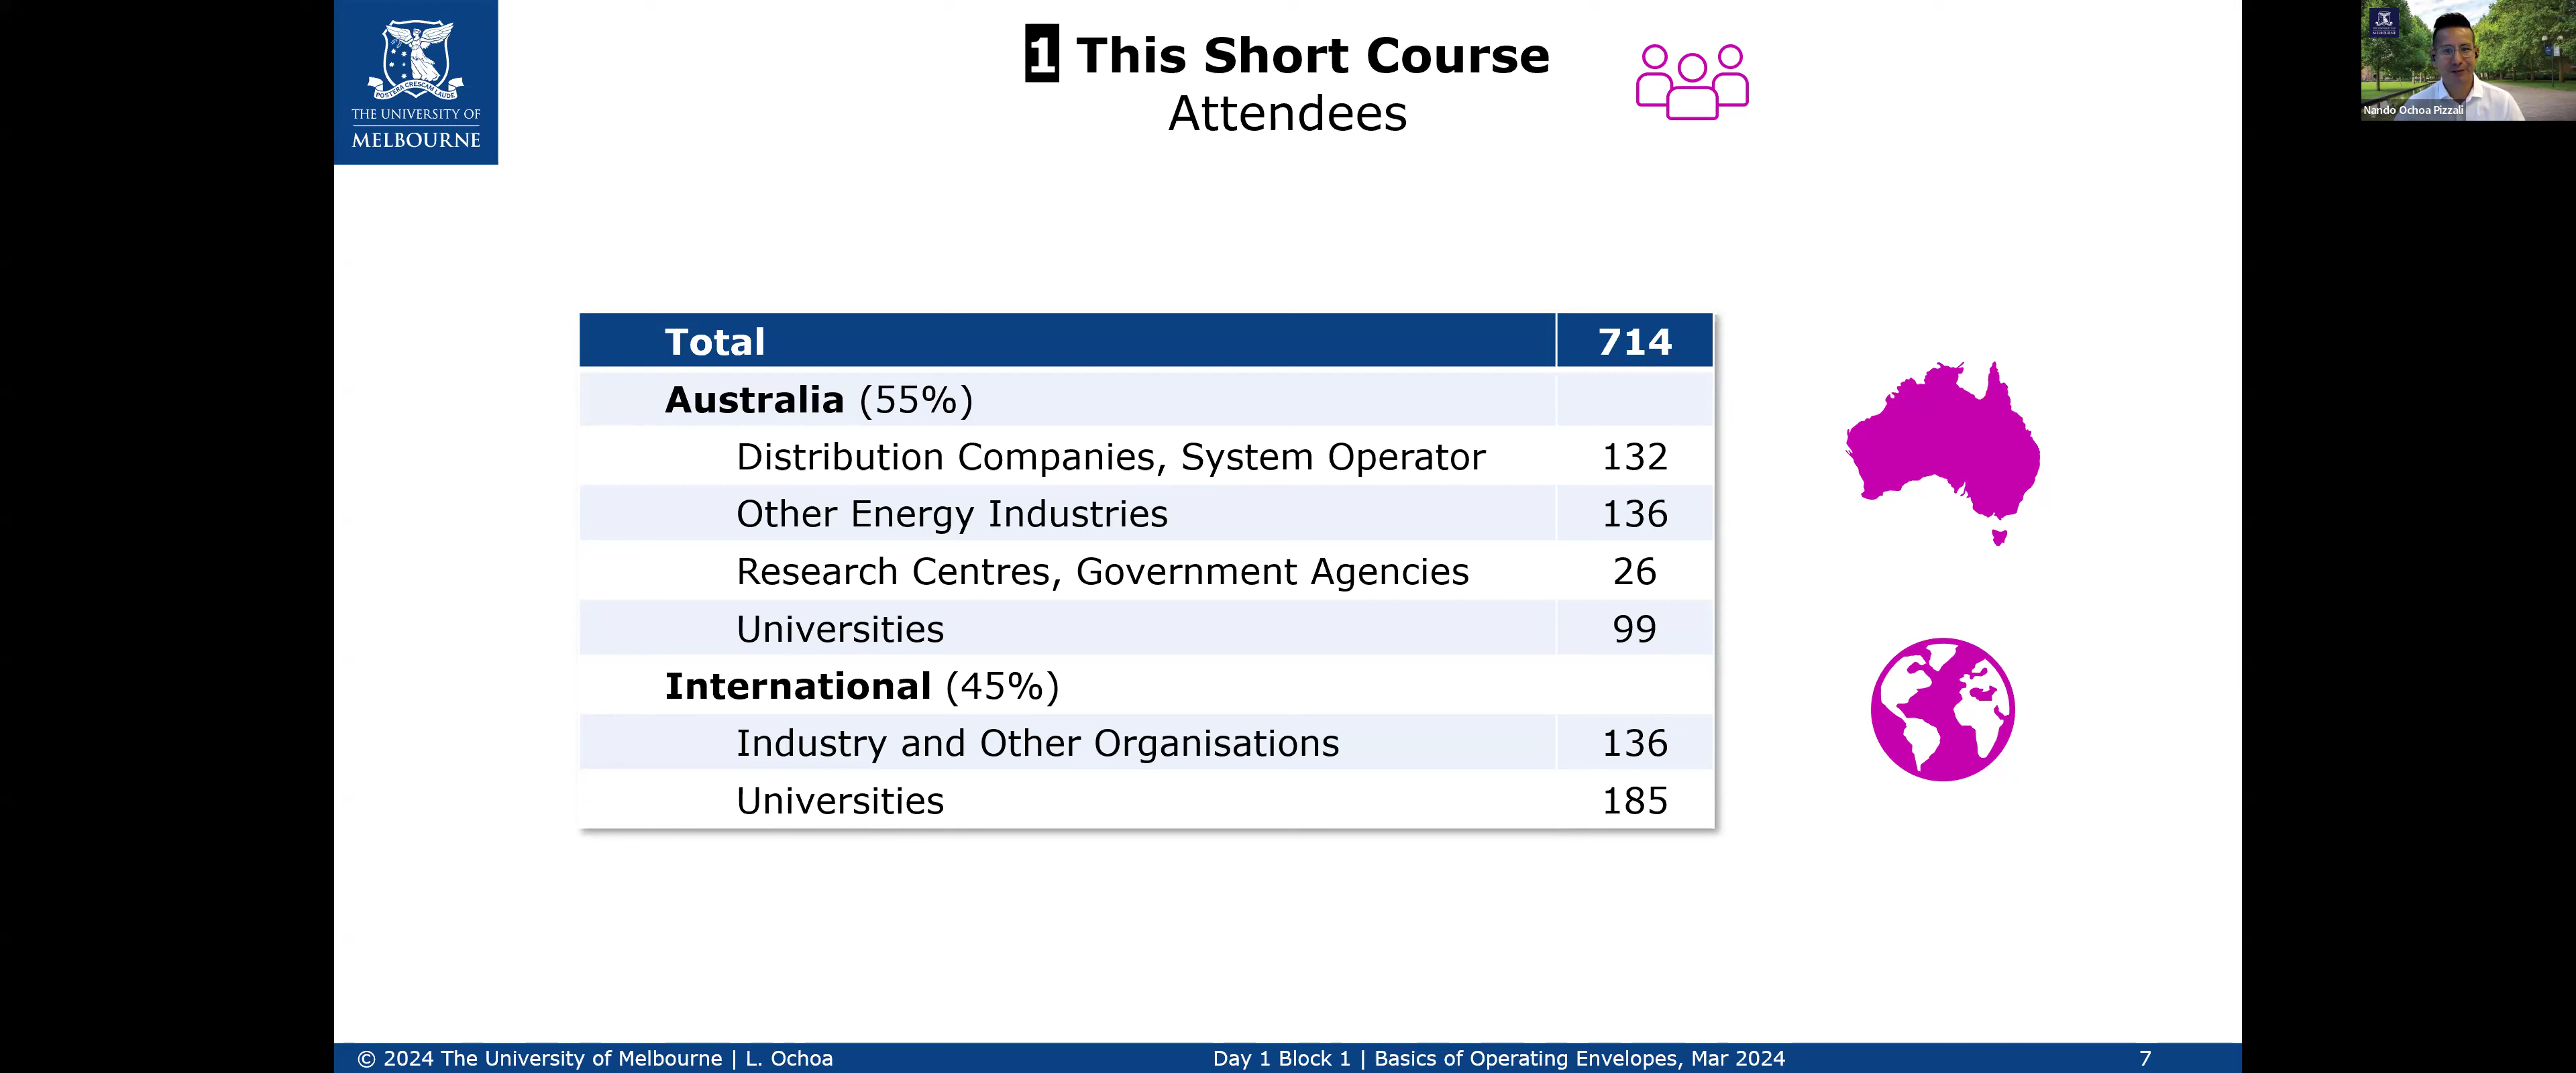 POSTERA CRESCAM LAUDE
THE UNIVERSITY OF
MELBOURNE
1 This Short Course
Attendees
Nando Ochoa Pizzali
Total 714
Australia (55%)
Distribution Companies, System Operator 132
Other Energy Industries 136
Research Centres, Government Agencies 26
Universities 99
International (45%)
Industry and Other Organisations 136
Universities 185
© 2024 The University of Melbourne | L. Ochoa
Day 1 Block 1 | Basics of Operating Envelopes, Mar 2024
7